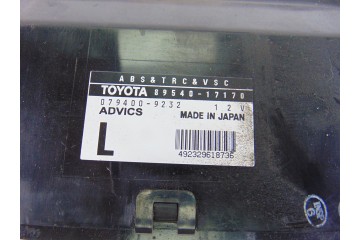 ABS&TRC&VSC
TOYOTA 89540-17170
079400-9232 12V
ADVICS MADE IN JAPAN
L
492329618736